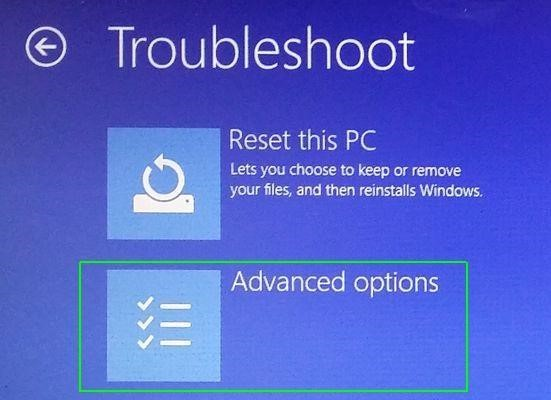 Troubleshoot
Reset this PC
Lets you choose to keep or remove
your files, and then reinstalls Windows.
Advanced options